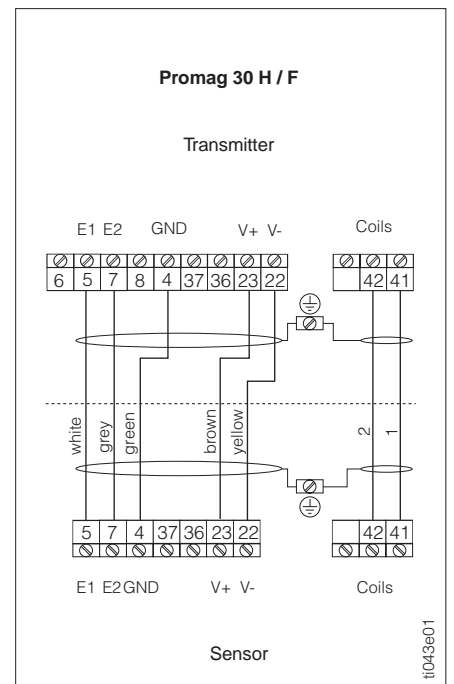 Promag 30 H / F
Transmitter
E1 E2 GND V+ V- Coils
6 5 7 8 4 37 36 23 22 42 41
white
grey
green
brown
yellow
2
1
5 7 4 37 36 23 22 42 41
E1 E2 GND V+ V- Coils
Sensor
ti043e01